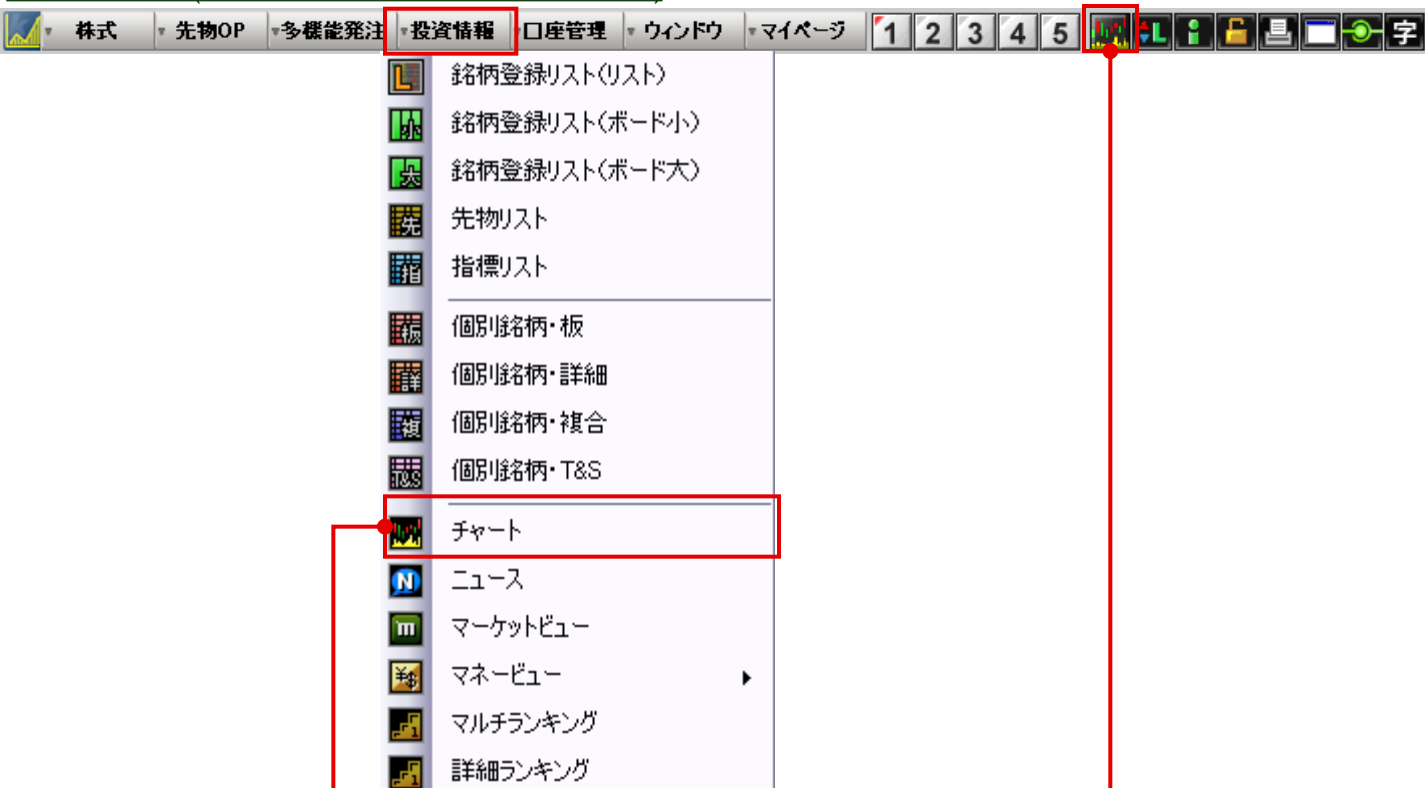 株式 先物OP 多機能発注 投資情報 口座管理 ウィンドウ マイページ 1 2 3 4 5 L i 字
銘柄登録リスト(リスト)
小 銘柄登録リスト(ボード小)
大 銘柄登録リスト(ボード大)
先 先物リスト
指 指標リスト
板 個別銘柄・板
詳 個別銘柄・詳細
複 個別銘柄・複合
T&S 個別銘柄・T&S
チャート
N ニュース
m マーケットビュー
¥$ マネービュー
マルチランキング
詳細ランキング